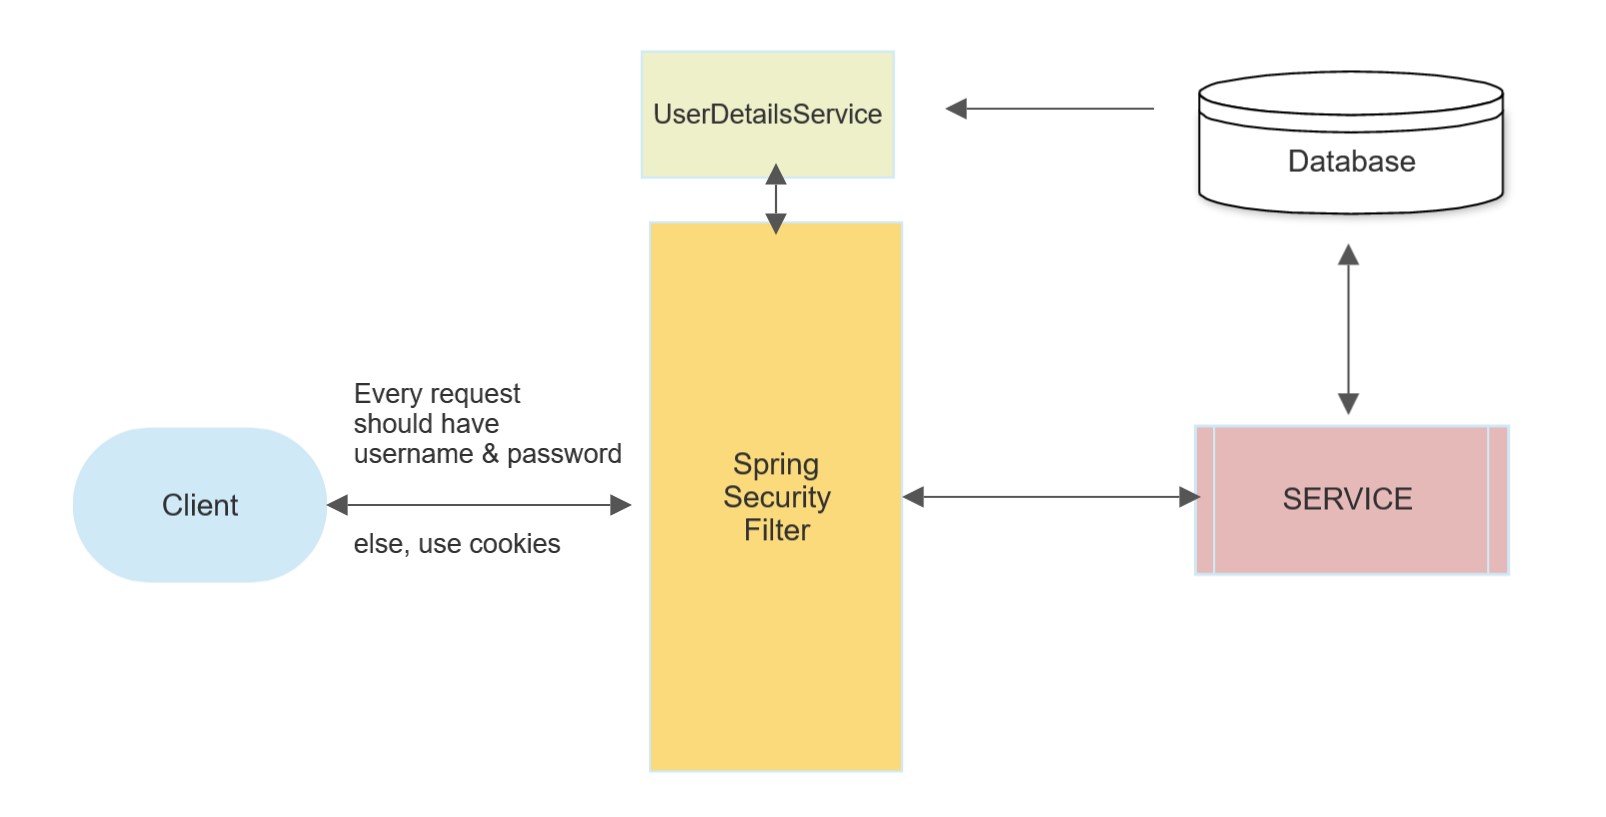 UserDetailsService
Database
Every request
should have
username & password
Client
else, use cookies
Spring
Security
Filter
SERVICE